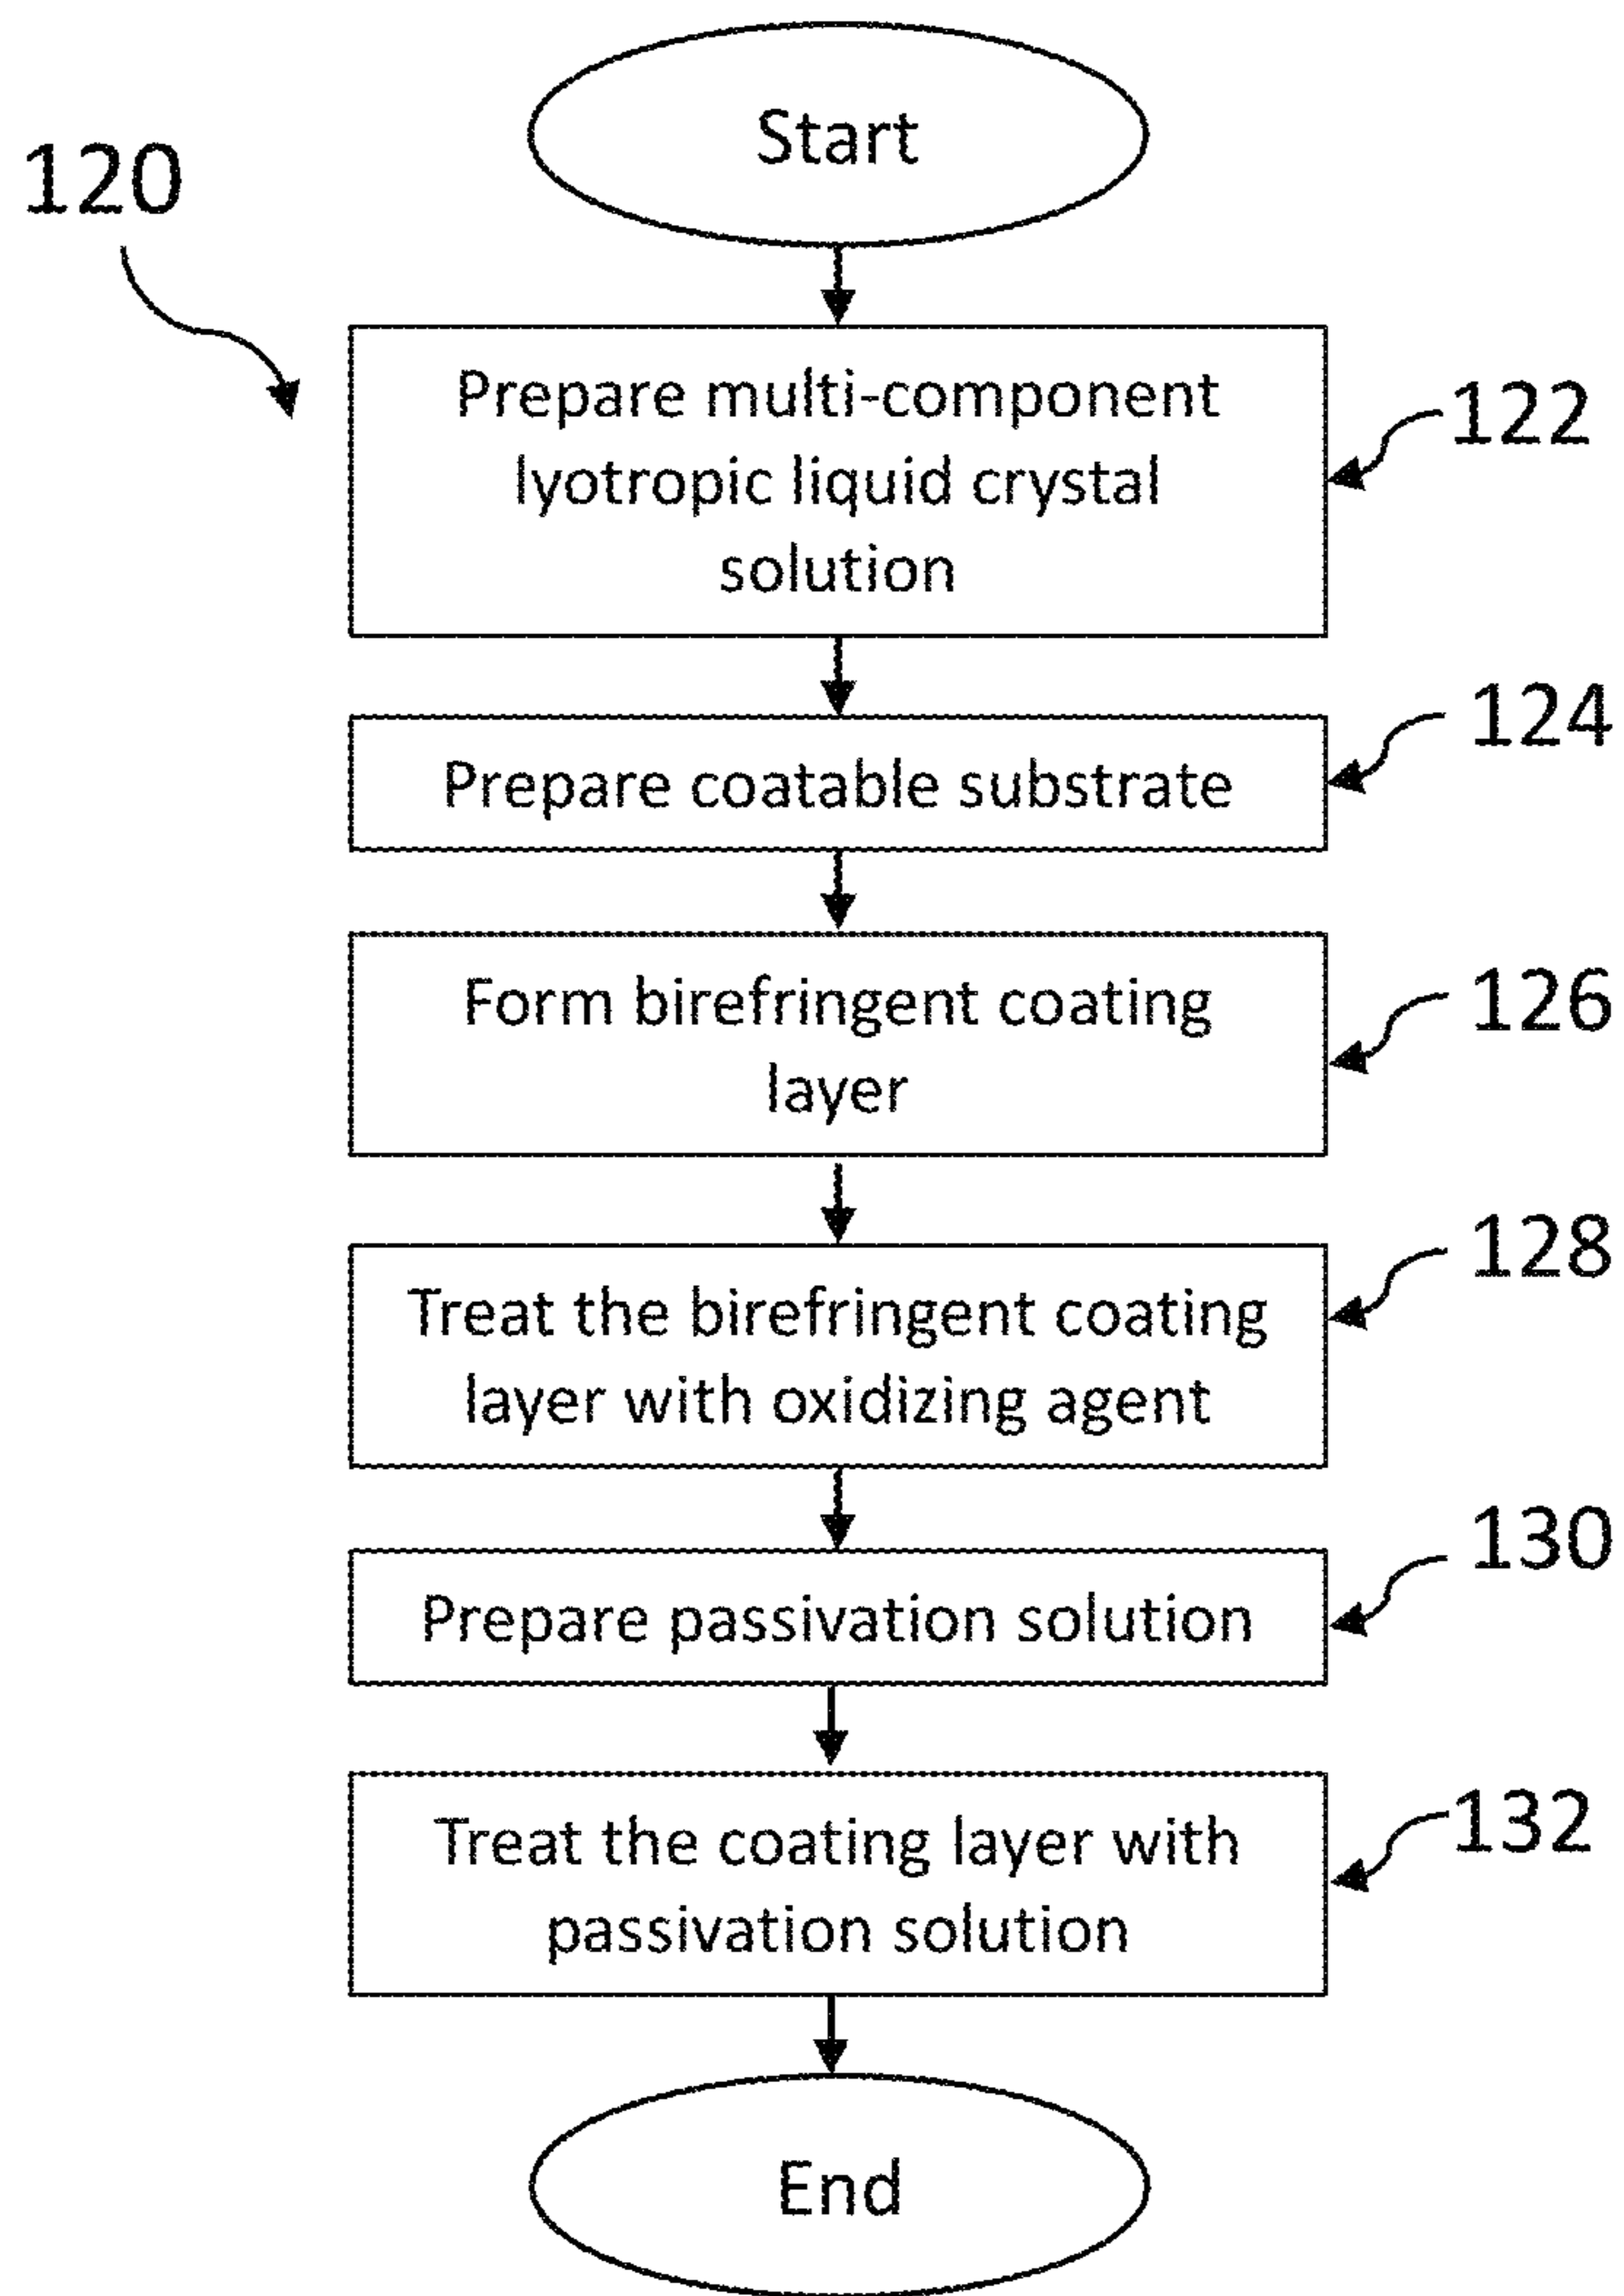 Start
120
Prepare multi-component
lyotropic liquid crystal
solution
122
Prepare coatable substrate
124
Form birefringent coating
layer
126
Treat the birefringent coating
layer with oxidizing agent
128
Prepare passivation solution
130
Treat the coating layer with
passivation solution
132
End